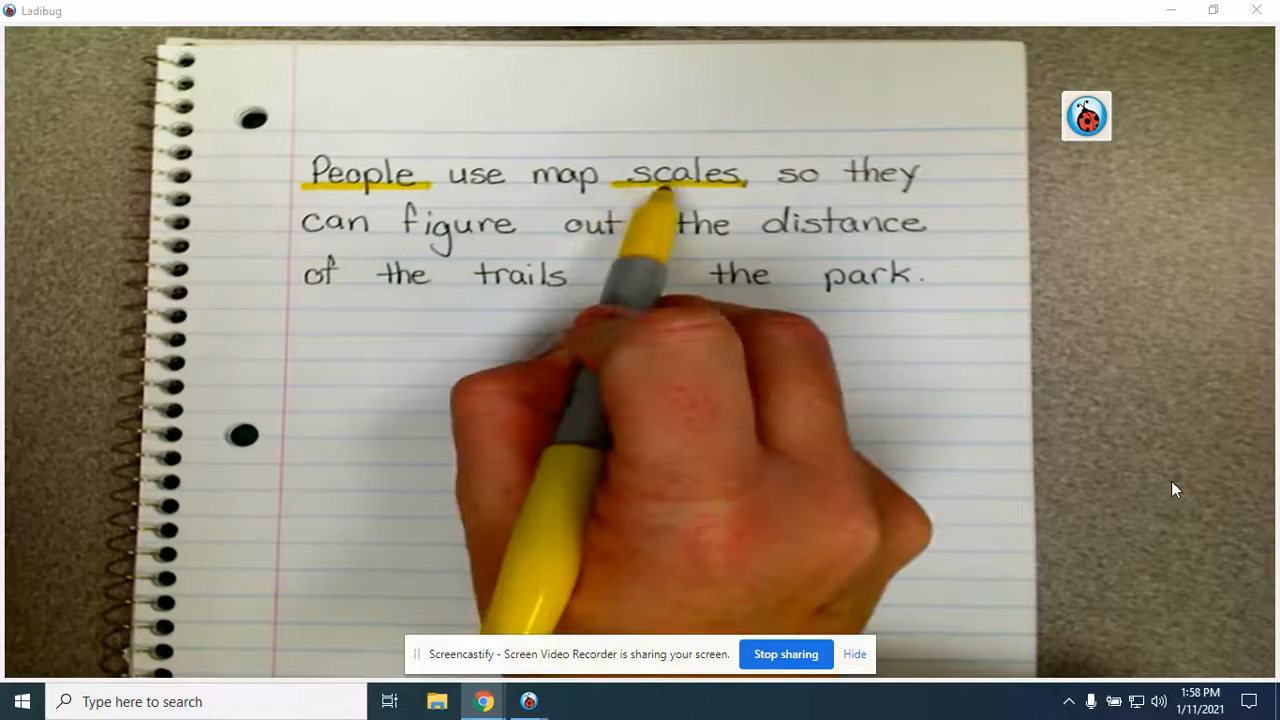 Ladibug
People use map scales, so they
can figure out the distance
of the trails the park.
Screencastify - Screen Video Recorder is sharing your screen.
Stop sharing
Hide
Type here to search
1:58 PM
1/11/2021